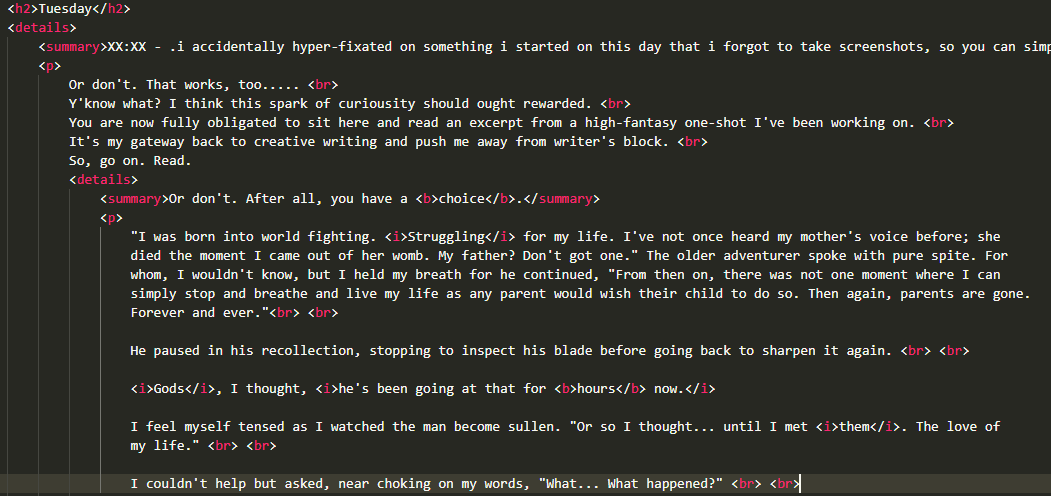 <h2>Tuesday</h2>
<details>
<summary>XX:XX - .i accidentally hyper-fixated on something i started on this day that i forgot to take screenshots, so you can
<p>
Or don't. That works, too..... <br>
Y'know what? I think this spark of curiousity should ought rewarded. <br>
You are now fully obligated to sit here and read an excerpt from a high-fantasy one-shot I've been working on. <br>
It's my gateway back to creative writing and push me away from writer's block. <br>
So, go on. Read.
<details>
<summary>Or don't. After all, you have a <b>choice</b>.</summary>
<p>
"I was born into world fighting. <i>Struggling</i> for my life. I've not once heard my mother's voice before; she
died the moment I came out of her womb. My father? Don't got one." The older adventurer spoke with pure spite. For
whom, I wouldn't know, but I held my breath for he continued, "From then on, there was not one moment where I can
simply stop and breathe and live my life as any parent would wish their child to do so. Then again, parents are gone.
Forever and ever."<br> <br>
He paused in his recollection, stopping to inspect his blade before going back to sharpen it again. <br> <br>
<i>Gods</i>, I thought, <i>he's been going at that for <b>hours</b> now.</i>
I feel myself tensed as I watched the man become sullen. "Or so I thought... until I met <i>them</i>. The love of
my life." <br> <br>
I couldn't help but asked, near choking on my words, "What... What happened?" <br> <br>